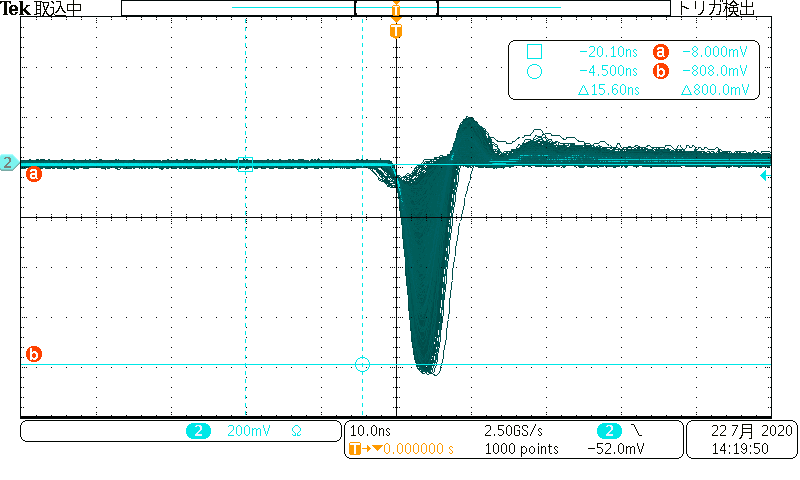 Tek 取込中
トリガ検出
T
T
-20.10ns a -8.000mV
-4.500ns b -808.0mV
Δ15.60ns Δ800.0mV
2
a
b
2 200mV Ω
10.0ns 2.50GS/s 2
T→▼0.000000 s 1000 points -52.0mV
22 7月 2020
14:19:50